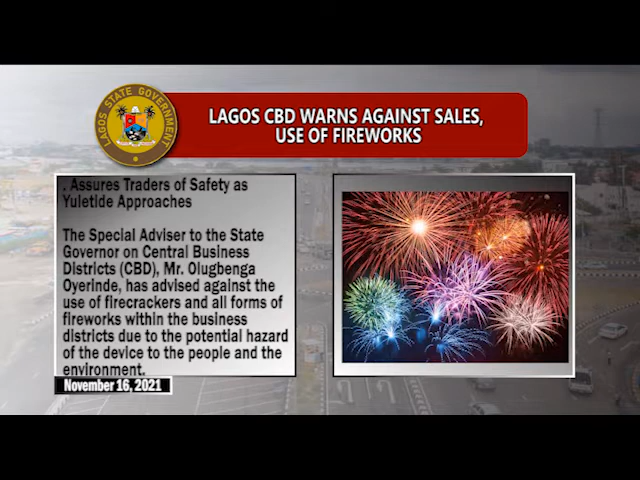 LAGOS STATE GOVERNMENT
LAGOS CBD WARNS AGAINST SALES,
USE OF FIREWORKS
. Assures Traders of Safety as
Yuletide Approaches
The Special Adviser to the State
Governor on Central Business
Districts (CBD), Mr. Olugbenga
Oyerinde, has advised against the
use of firecrackers and all forms of
fireworks within the business
districts due to the potential hazard
of the device to the people and the
environment.
November 16, 2021